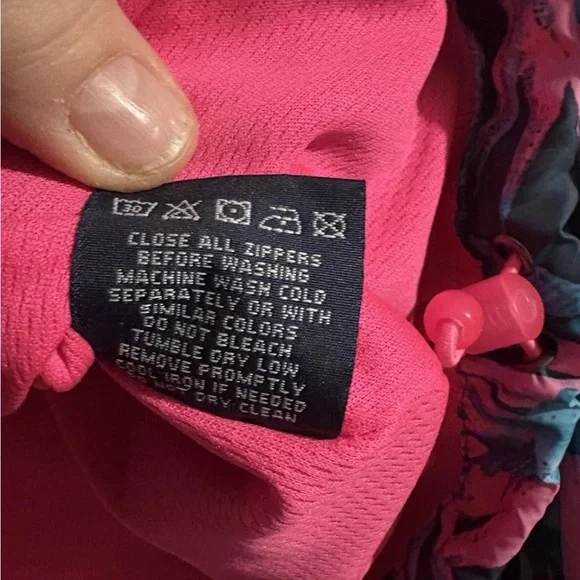 30
CLOSE ALL ZIPPERS
BEFORE WASHING
MACHINE WASH COLD
SEPARATELY OR WITH
SIMILAR COLORS
DO NOT BLEACH
TUMBLE DRY LOW
REMOVE PROMPTLY
COOL IRON IF NEEDED
DO NOT DRY CLEAN